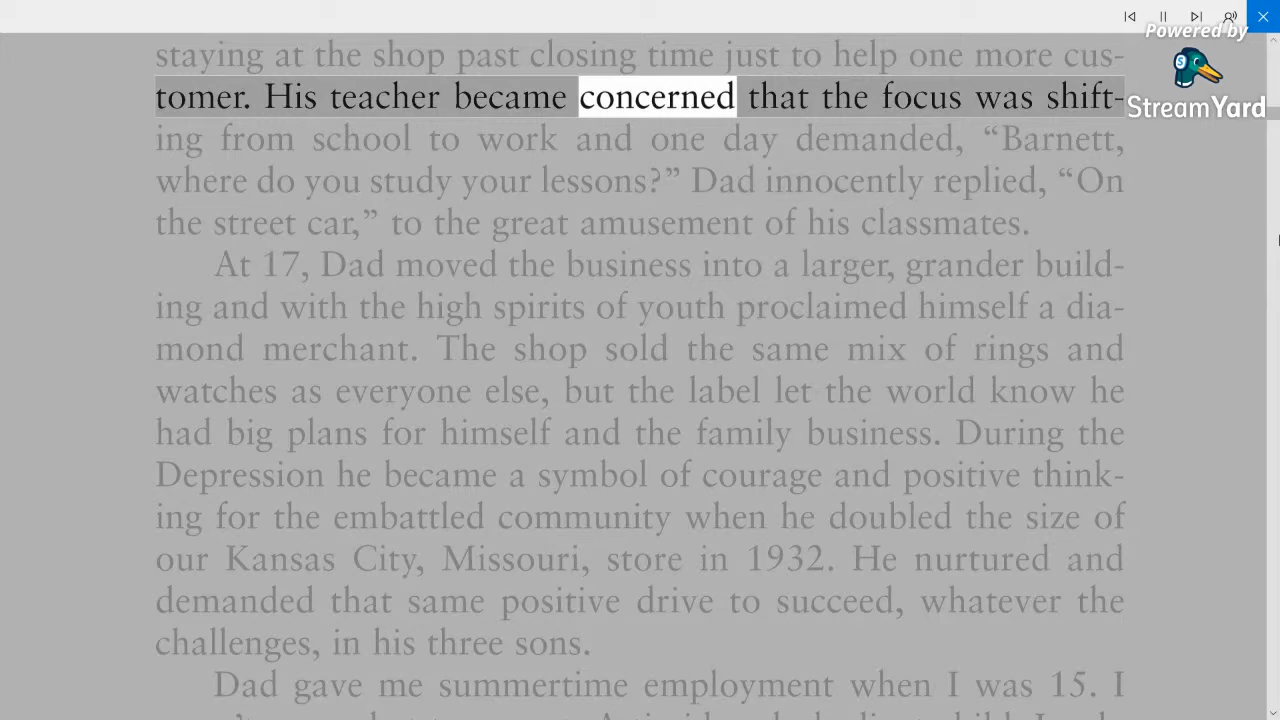 Powered by
StreamYard
staying at the shop past closing time just to help one more cus-
tomer. His teacher became concerned that the focus was shift-
ing from school to work and one day demanded, “Barnett,
where do you study your lessons?” Dad innocently replied, “On
the street car,” to the great amusement of his classmates.
At 17, Dad moved the business into a larger, grander build-
ing and with the high spirits of youth proclaimed himself a dia-
mond merchant. The shop sold the same mix of rings and
watches as everyone else, but the label let the world know he
had big plans for himself and the family business. During the
Depression he became a symbol of courage and positive think-
ing for the embattled community when he doubled the size of
our Kansas City, Missouri, store in 1932. He nurtured and
demanded that same positive drive to succeed, whatever the
challenges, in his three sons.
Dad gave me summertime employment when I was 15. I